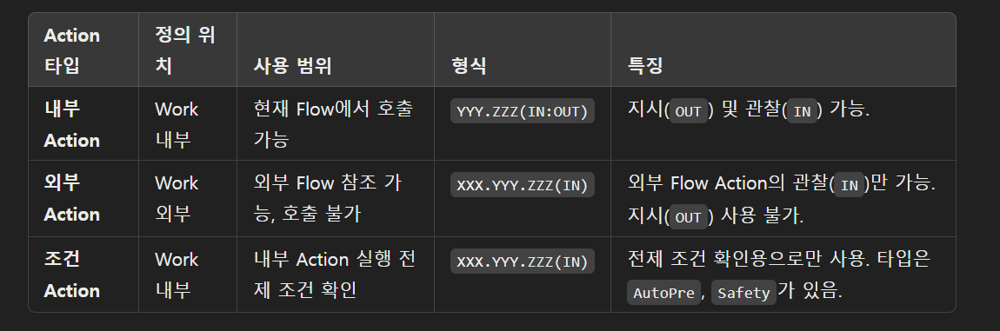 Action 타입
정의 위치
사용 범위
형식
특징
내부 Action
Work 내부
현재 Flow에서 호출
가능
YYY.ZZZ(IN:OUT)
지시(OUT) 및 관찰(IN) 가능.
외부 Action
Work 외부
외부 Flow 참조 가
능, 호출 불가
XXX.YYY.ZZZ(IN)
외부 Flow Action의 관찰(IN)만 가능.
지시(OUT) 사용 불가.
조건 Action
Work 내부
내부 Action 실행 전
제 조건 확인
XXX.YYY.ZZZ(IN)
전제 조건 확인용으로만 사용. 타입은
AutoPre, Safety가 있음.